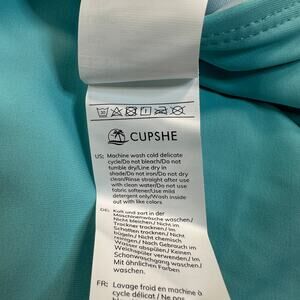 CUPSHE
US: Machine wash cold delicate
cycle/Do not bleach/Do not
tumble dry/Line dry in
shade/Do not iron/Do not dry
clean/Rinse straight after use
with clean water/Do not use
fabric softener/Use mild
detergent only/Wash inside
out with like colors
DE: Kalt und zart in der
Maschinenwäsche waschen/
Nicht bleichen/ Nicht im
Trockner trocknen/ Im
Schatten trocknen / Nicht
bügeln/ Nicht chemisch
reinigen/ Nach Gebrauch im
Wasser abspülen/ Keinen
Weichspüler verwenden/ Im
Schonwaschgang waschen/
Mit ähnlichen Farben
waschen.
FR: Lavage froid en machine à
cycle délicat / Ne pas